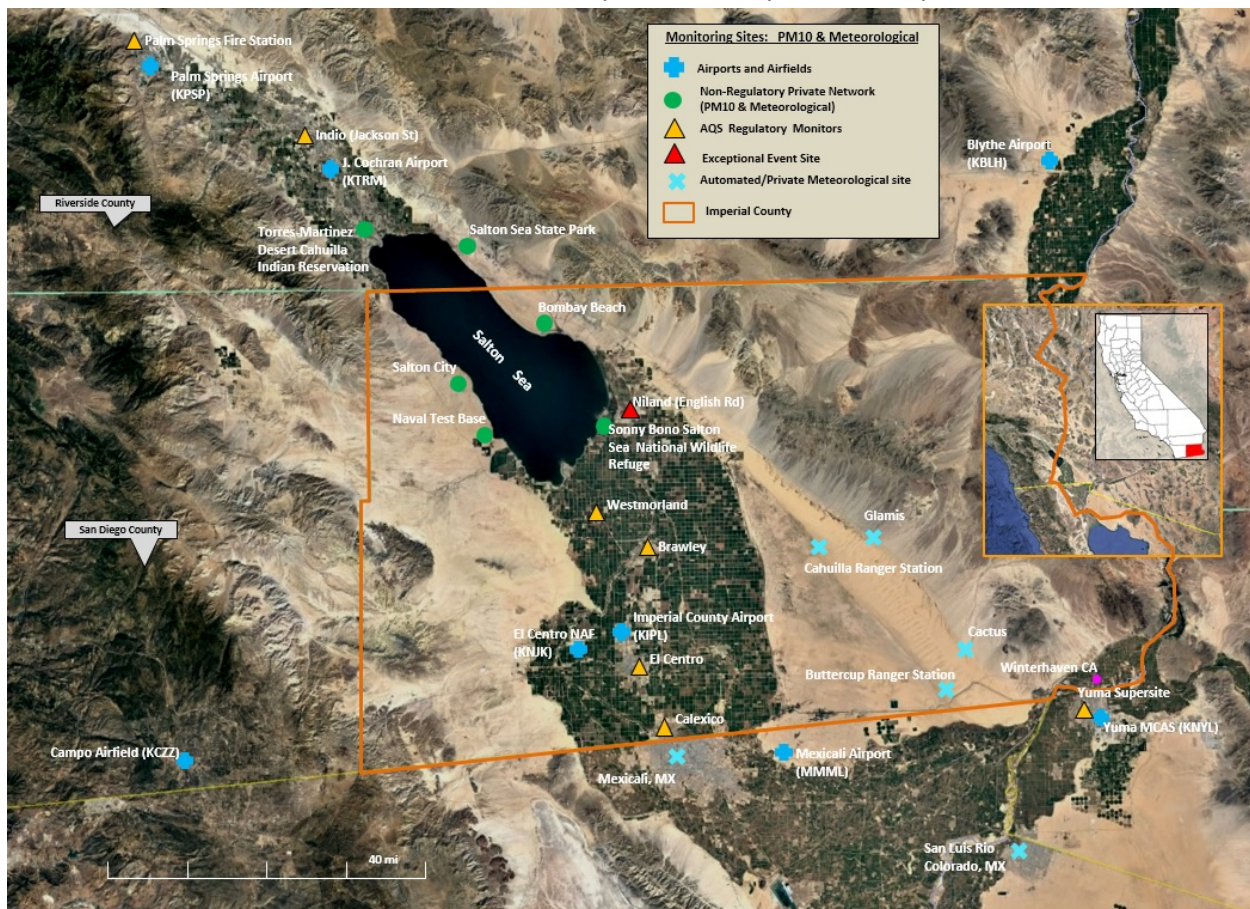 Monitoring Sites: PM10 & Meteorological
Airports and Airfields
Non-Regulatory Private Network
(PM10 & Meteorological)
AQS Regulatory Monitors
Exceptional Event Site
Automated/Private Meteorological site
Imperial County
Palm Springs Fire Station
Palm Springs Airport
(KPSP)
Indio (Jackson St)
J. Cochran Airport
(KTRM)
Blythe Airport
(KBLH)
Riverside County
Torres-Martinez
Desert Cahuilla
Indian Reservation
Salton Sea State Park
Bombay Beach
Salton Sea
Salton City
Naval Test Base
Niland (English Rd)
Sonny Bono Salton
Sea National Wildlife
Refuge
Westmorland
San Diego County
Brawley
Glamis
Cahuilla Ranger Station
Imperial County Airport
(KIPL)
El Centro NAF
(KNJK)
El Centro
Cactus
Buttercup Ranger Station
Winterhaven CA
Yuma Supersite
Yuma MCAS (KNYL)
Calexico
Campo Airfield (KCZZ)
Mexicali, MX
Mexicali Airport
(MMML)
San Luis Rio
Colorado, MX
40 mi